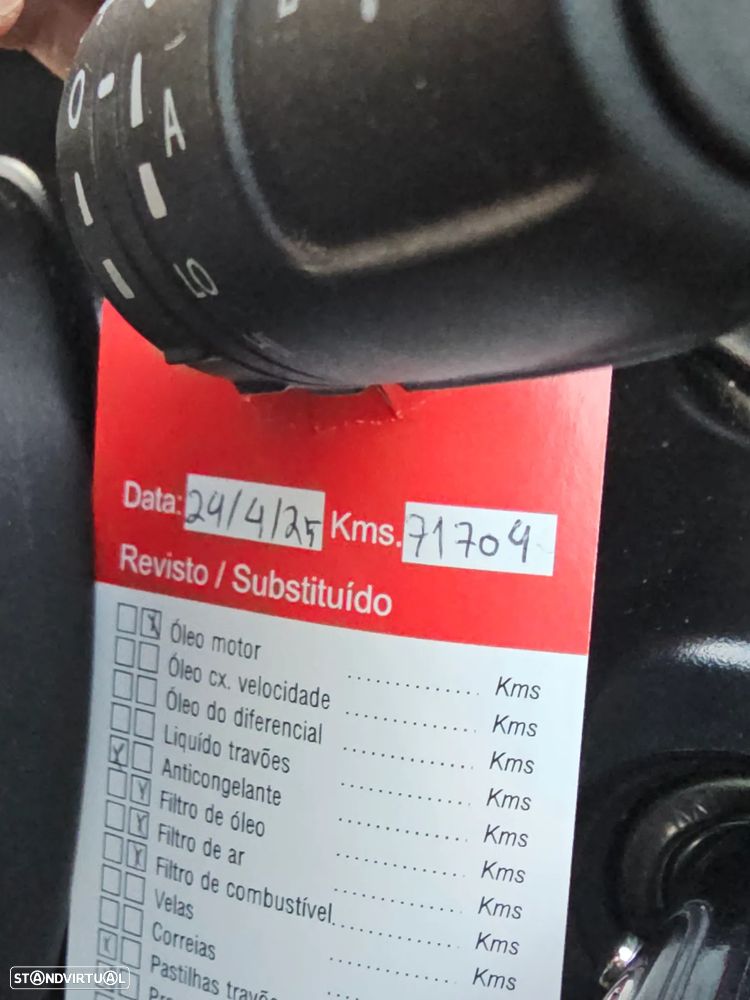 A
LO
Data: 24/4/25 Kms. 71704
Revisto / Substituído
X Óleo motor .............. Kms
Óleo cx. velocidade .............. Kms
Óleo do diferencial .............. Kms
Liquído travões .............. Kms
Y Anticongelante .............. Kms
Y Filtro de óleo .............. Kms
Y Filtro de ar .............. Kms
Y Filtro de combustível .............. Kms
Velas .............. Kms
Correias
X Pastilhas
STANDVIRTUAL